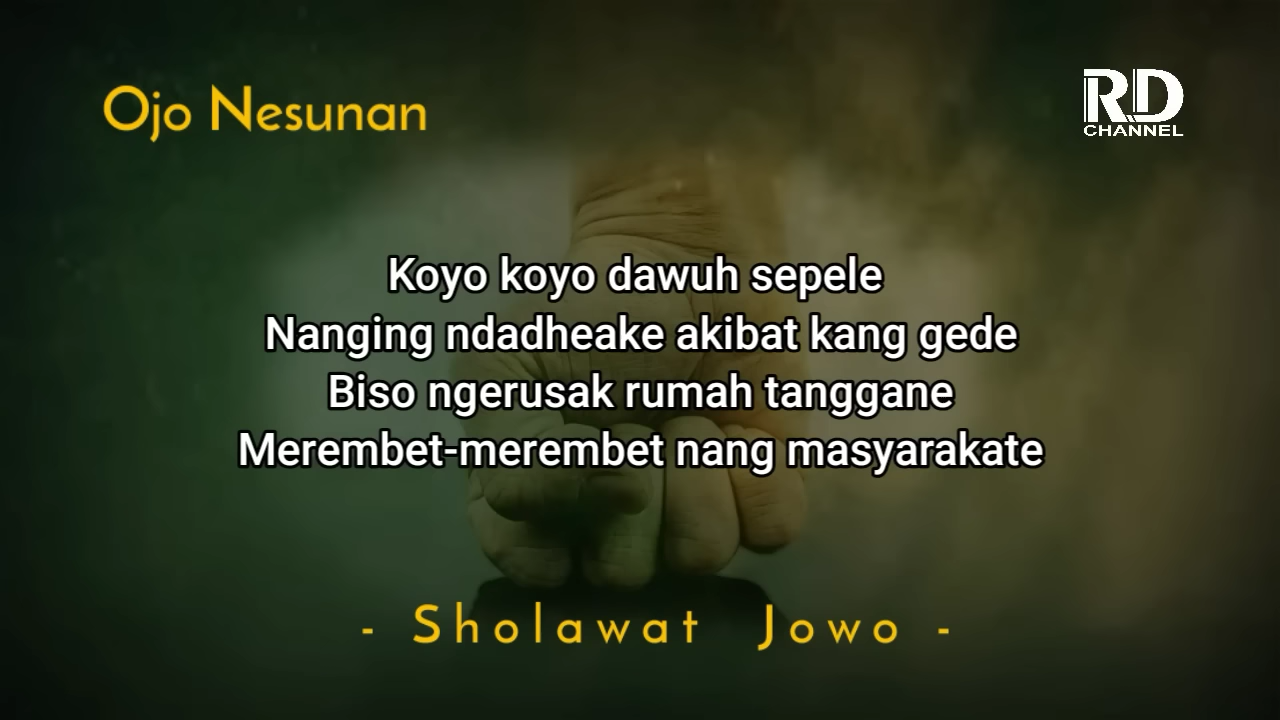 Ojo Nesunan
RD
CHANNEL
Koyo koyo dawuh sepele
Nanging ndadheake akibat kang gede
Biso ngerusak rumah tanggane
Merembet-merembet nang masyarakate
- Sholawat Jowo -